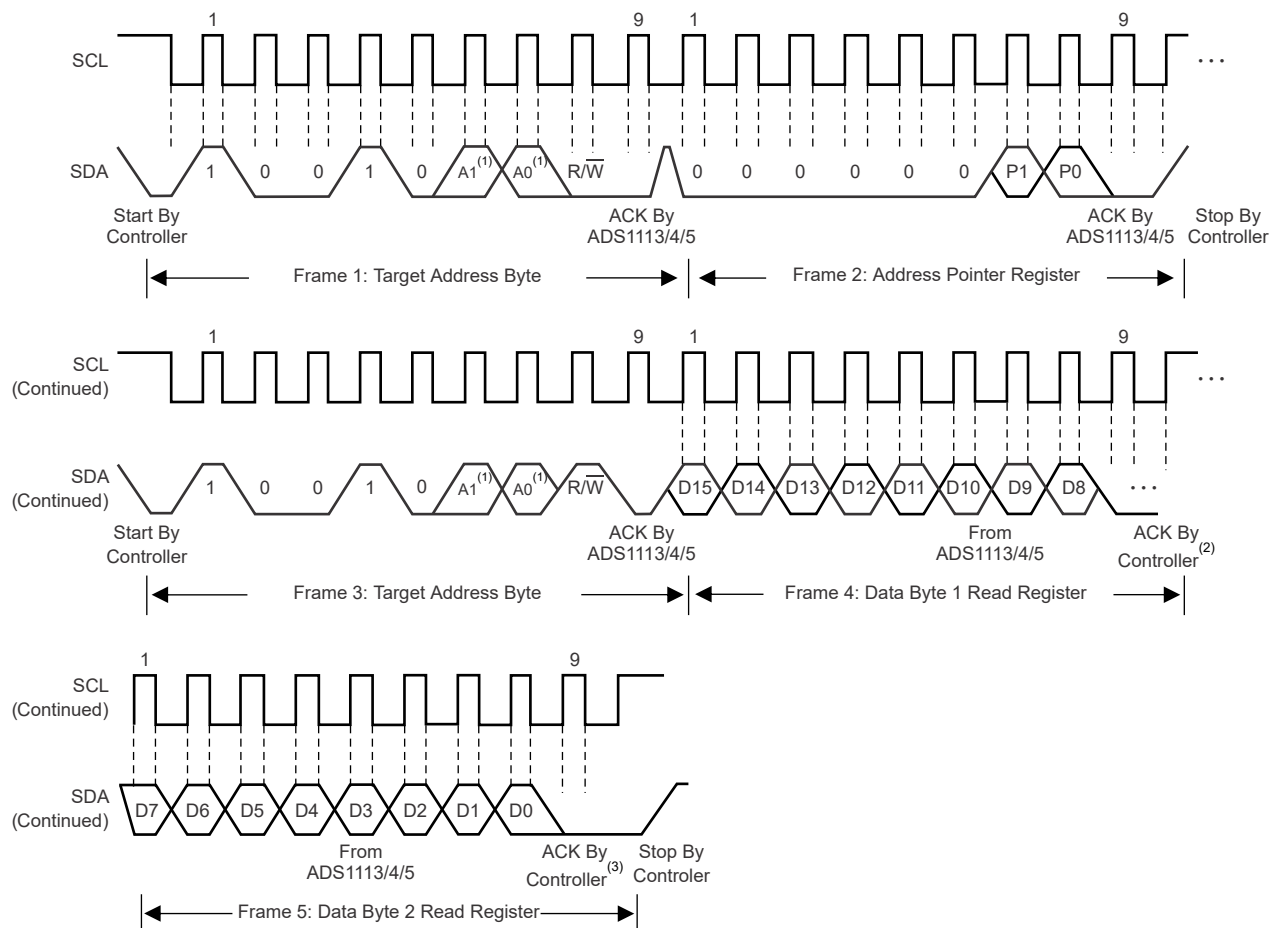 1 9 1 9
SCL ...
SDA 1 0 0 1 0 A1(1) A0(1) R/W̅ 0 0 0 0 0 0 P1 P0
Start By Controller
ACK By ADS1113/4/5
ACK By ADS1113/4/5
Stop By Controller
Frame 1: Target Address Byte
Frame 2: Address Pointer Register
1 9 1 9
SCL (Continued) ...
SDA (Continued) 1 0 0 1 0 A1(1) A0(1) R/W̅ D15 D14 D13 D12 D11 D10 D9 D8 ...
Start By Controller
ACK By ADS1113/4/5
From ADS1113/4/5
ACK By Controller(2)
Frame 3: Target Address Byte
Frame 4: Data Byte 1 Read Register
1 9
SCL (Continued)
SDA (Continued) D7 D6 D5 D4 D3 D2 D1 D0
From ADS1113/4/5
ACK By Controller(3)
Stop By Controler
Frame 5: Data Byte 2 Read Register